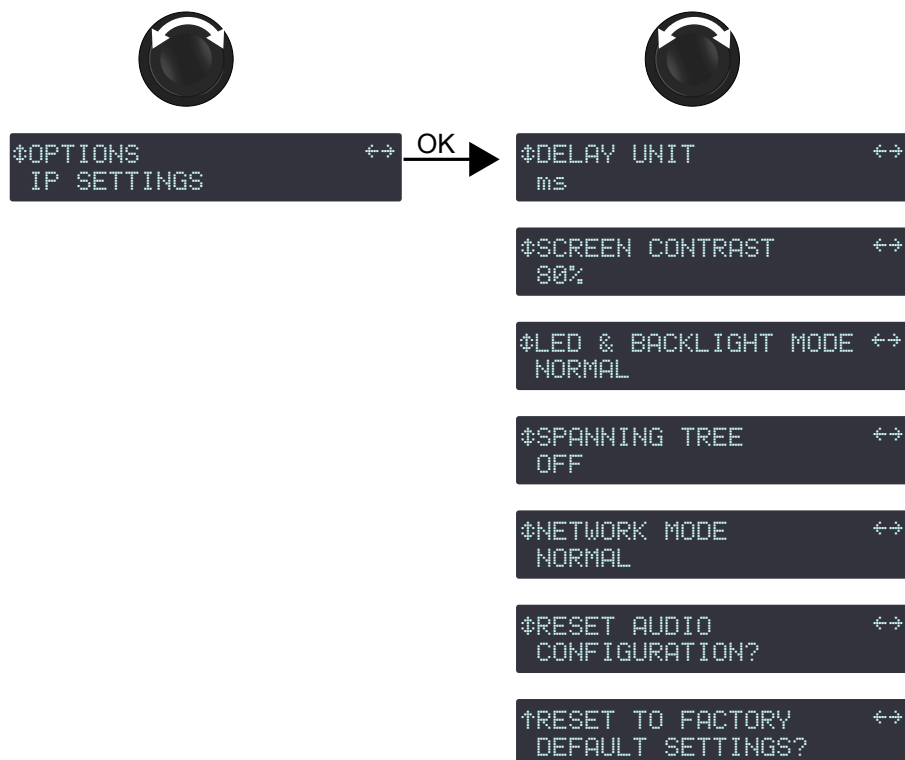 ↕OPTIONS ↔
IP SETTINGS
OK
↕DELAY UNIT ↔
ms
↕SCREEN CONTRAST ↔
80%
↕LED & BACKLIGHT MODE ↔
NORMAL
↕SPANNING TREE ↔
OFF
↕NETWORK MODE ↔
NORMAL
↕RESET AUDIO ↔
CONFIGURATION?
↑RESET TO FACTORY ↔
DEFAULT SETTINGS?